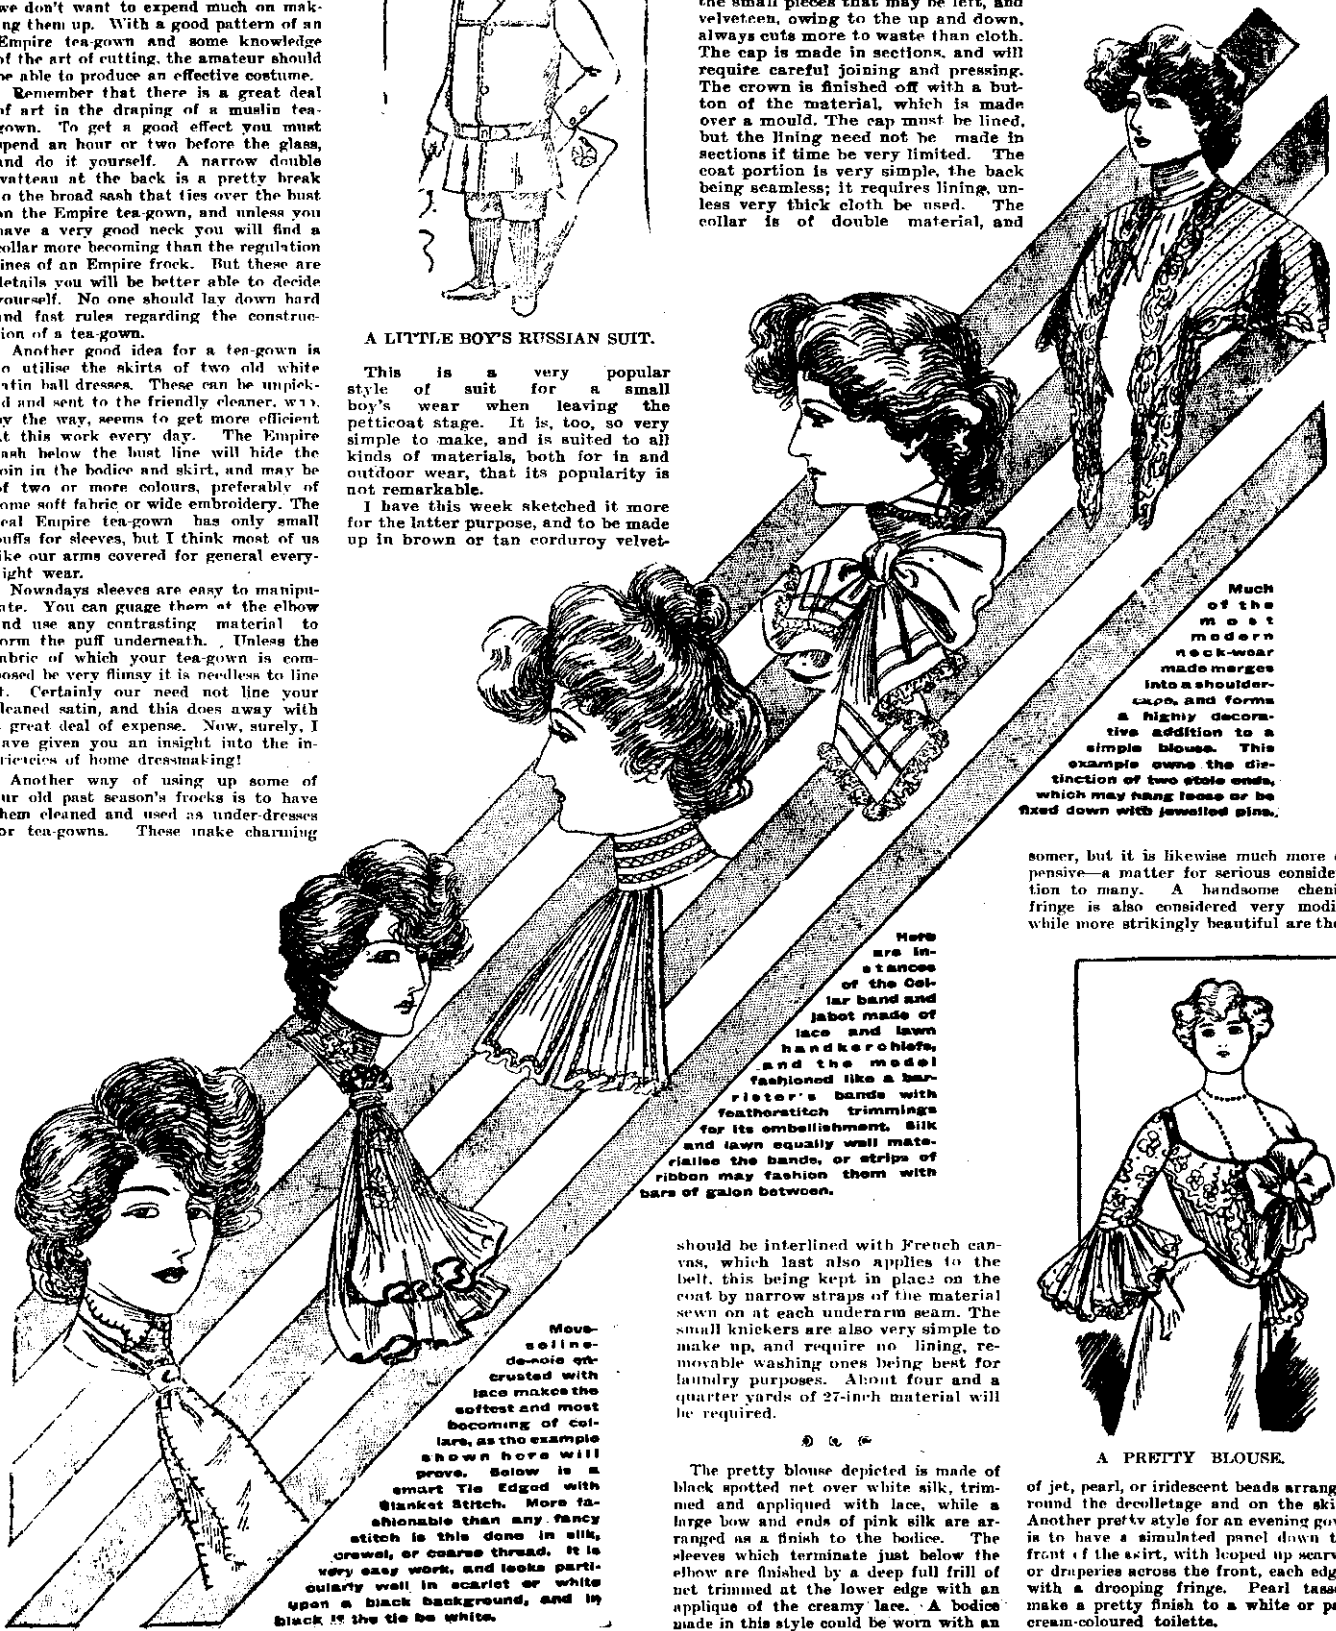 we don't want to expend much on mak-
ing them up. With a good pattern of an
Empire tea-gown and some knowledge
of the art of cutting, the amateur should
be able to produce an effective costume.
Remember that there is a great deal
of art in the draping of a muslin tea-
gown. To get a good effect you must
spend an hour or two before the glass,
and do it yourself. A narrow double
watteau at the back is a pretty break
to the broad sash that ties over the bust
on the Empire tea-gown, and unless you
have a very good neck you will find a
collar more becoming than the regulation
lines of an Empire frock. But these are
details you will be better able to decide
yourself. No one should lay down hard
and fast rules regarding the construc-
tion of a tea-gown.
Another good idea for a tea-gown is
to utilise the skirts of two old white
satin ball dresses. These can be unpick-
ed and sent to the friendly cleaner, who,
by the way, seems to get more efficient
at this work every day. The Empire
sash below the bust line will hide the
join in the bodice and skirt, and may be
of two or more colours, preferably of
some soft fabric or wide embroidery. The
real Empire tea-gown has only small
puffs for sleeves, but I think most of us
like our arms covered for general every-
night wear.
Nowdays sleeves are easy to manipu-
late. You can guage them at the elbow
and use any contrasting material to
form the puff underneath. Unless the
fabric of which your tea-gown is com-
posed be very flimsy it is needless to line
it. Certainly our need not line your
cleaned satin, and this does away with
a great deal of expense. Now, surely, I
have given you an insight into the in-
tricicies of home dressmaking!
Another way of using up some of
our old past season's frocks is to have
them cleaned and used as under-dresses
for tea-gowns. These make charming
A LITTLE BOY'S RUSSIAN SUIT.
This is a very popular
style of suit for a small
boy's wear when leaving the
petticoat stage. It is, too, so very
simple to make, and is suited to all
kinds of materials, both for in and
outdoor wear, that its popularity is
not remarkable.
I have this week sketched it more
for the latter purpose, and to be made
up in brown or tan corduroy velvet-
the small pieces that may be left, and
velveteen, owing to the up and down,
always cuts more to waste than cloth.
The cap is made in sections, and will
require careful joining and pressing.
The crown is finished off with a but-
ton of the material, which is made
over a mould. The cap must be lined,
but the lining need not be made in
sections if time be very limited. The
coat portion is very simple, the back
being seamless; it requires lining, un-
less very thick cloth be used. The
collar is of double material, and
should be interlined with French can-
vas, which last also applies to the
belt, this being kept in place on the
coat by narrow straps of the material
sewn on at each underarm seam. The
small knickers are also very simple to
make up, and require no lining, re-
movable washing ones being best for
laundry purposes. About four and a
quarter yards of 27-inch material will
be required.
The pretty blouse depicted is made of
black spotted net over white silk, trim-
med and appliqued with lace, while a
large bow and ends of pink silk are ar-
ranged as a finish to the bodice. The
sleeves which terminate just below the
elbow are finished by a deep full frill of
net trimmed at the lower edge with an
applique of the creamy lace. A bodice
made in this style could be worn with an
Much
of the
most
modern
neck-wear
made merges
into a shoulder-
cape, and forms
a highly decora-
tive addition to a
simple blouse. This
example owns the dis-
tinction of two stole ends,
which may hang loose or be
fixed down with jewelled pins.
Here
are in-
stances
of the Col-
lar band and
jabot made of
lace and lawn
handkerchiefs,
and the model
fashioned like a bar-
rister's bands with
featherstitch trimmings
for its embellishment. Silk
and lawn equally well mate-
rialise the bands, or strips of
ribbon may fashion them with
bars of galon between.
Mous-
seline-
de-soie en-
crusted with
lace makes the
softest and most
becoming of col-
lars, as the example
shown here will
prove. Below is a
smart Tie Edged with
Blanket Stitch. More fa-
shionable than any fancy
stitch is this done in silk,
crewel, or coarse thread. It is
very easy work, and looks parti-
cularly well in scarlet or white
upon a black background, and in
black if the tie be white.
somer, but it is likewise much more
pensive—a matter for serious conside
tion to many. A handsome cheni
fringe is also considered very modi
while more strikingly beautiful are the
A PRETTY BLOUSE.
of jet, pearl, or iridescent beads arrang
round the decolletage and on the ski
Another pretty style for an evening gow
is to have a simulated panel down t
front of the skirt, with looped up scarv
or draperies across the front, each edg
with a drooping fringe. Pearl tass
make a pretty finish to a white or pa
cream-coloured toilette.